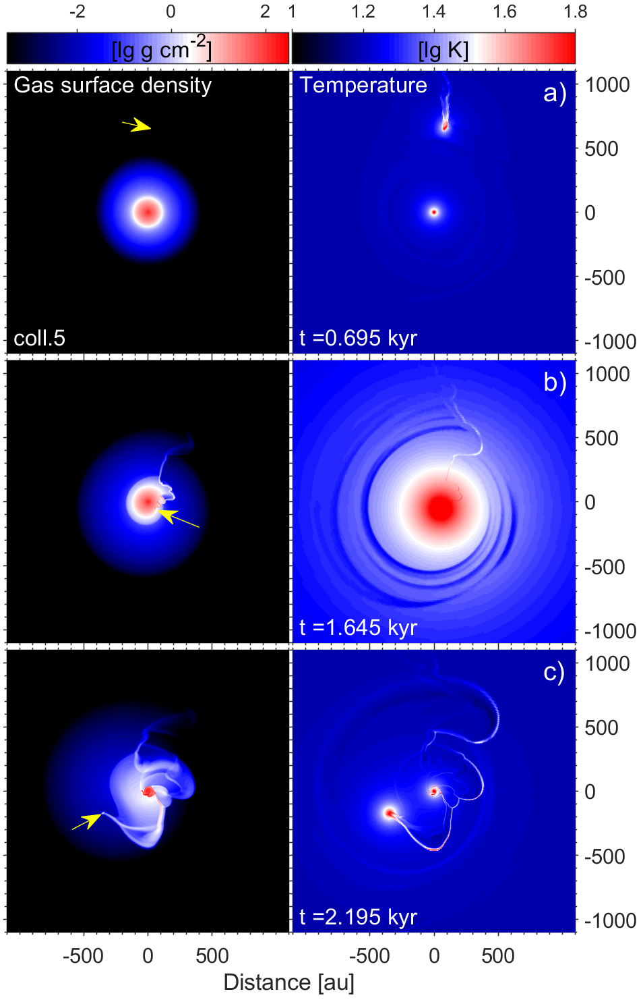 -2 0 2 1 1.2 1.4 1.6 1.8
[lg g cm-2] [lg K]
Gas surface density Temperature a) 1000
500
0
-500
coll.5 t =0.695 kyr -1000
b) 1000
500
0
-500
t =1.645 kyr -1000
c) 1000
500
0
-500
t =2.195 kyr -1000
-500 0 500 -500 0 500
Distance [au]